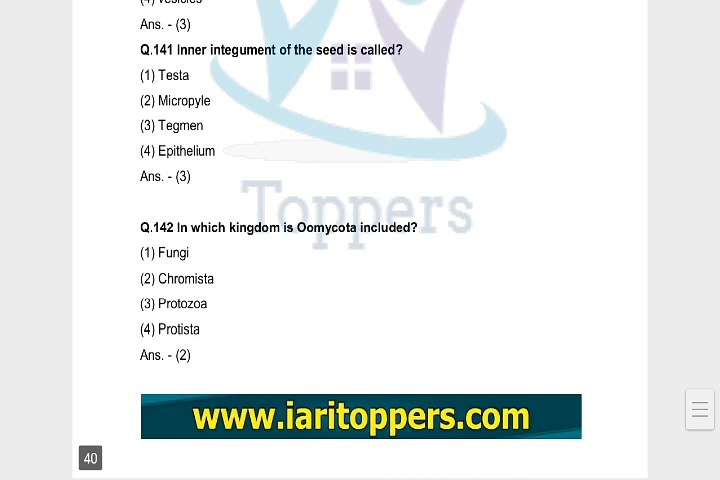 Ans. - (3)
Q.141 Inner integument of the seed is called?
(1) Testa
(2) Micropyle
(3) Tegmen
(4) Epithelium
Ans. - (3)
Toppers
Q.142 In which kingdom is Oomycota included?
(1) Fungi
(2) Chromista
(3) Protozoa
(4) Protista
Ans. - (2)
www.iaritoppers.com
40